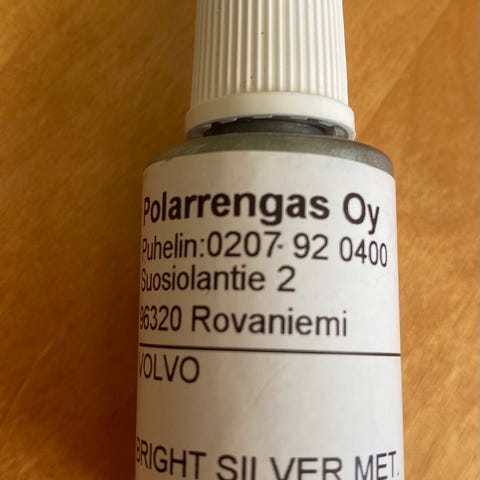 Polarrengas Oy
Puhelin:0207- 92 0400
Suosiolantie 2
96320 Rovaniemi
VOLVO
BRIGHT SILVER MET.